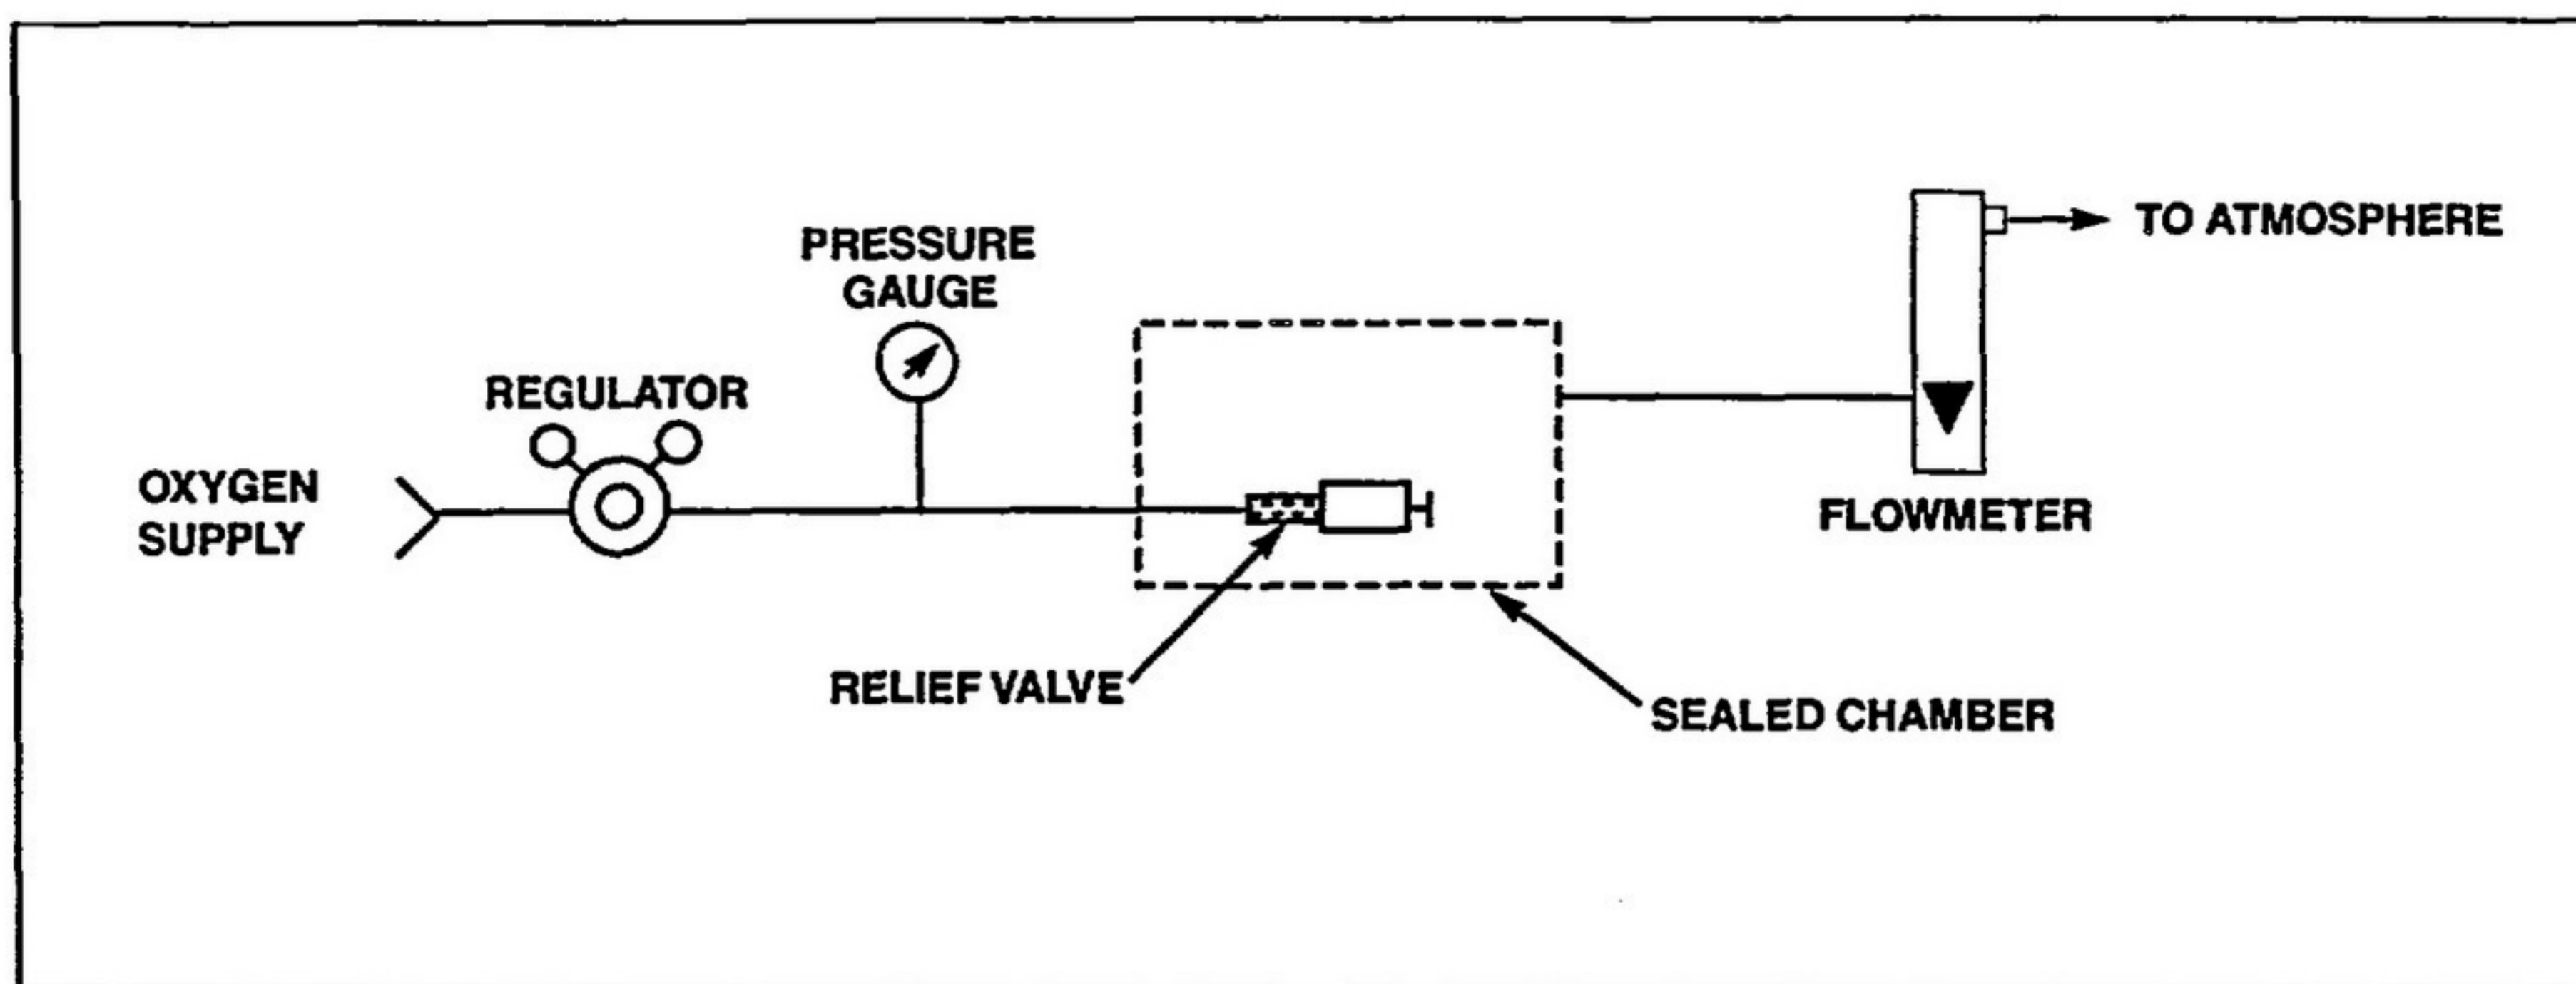 TO ATMOSPHERE
PRESSURE
GAUGE
REGULATOR
OXYGEN
SUPPLY
FLOWMETER
RELIEF VALVE
SEALED CHAMBER